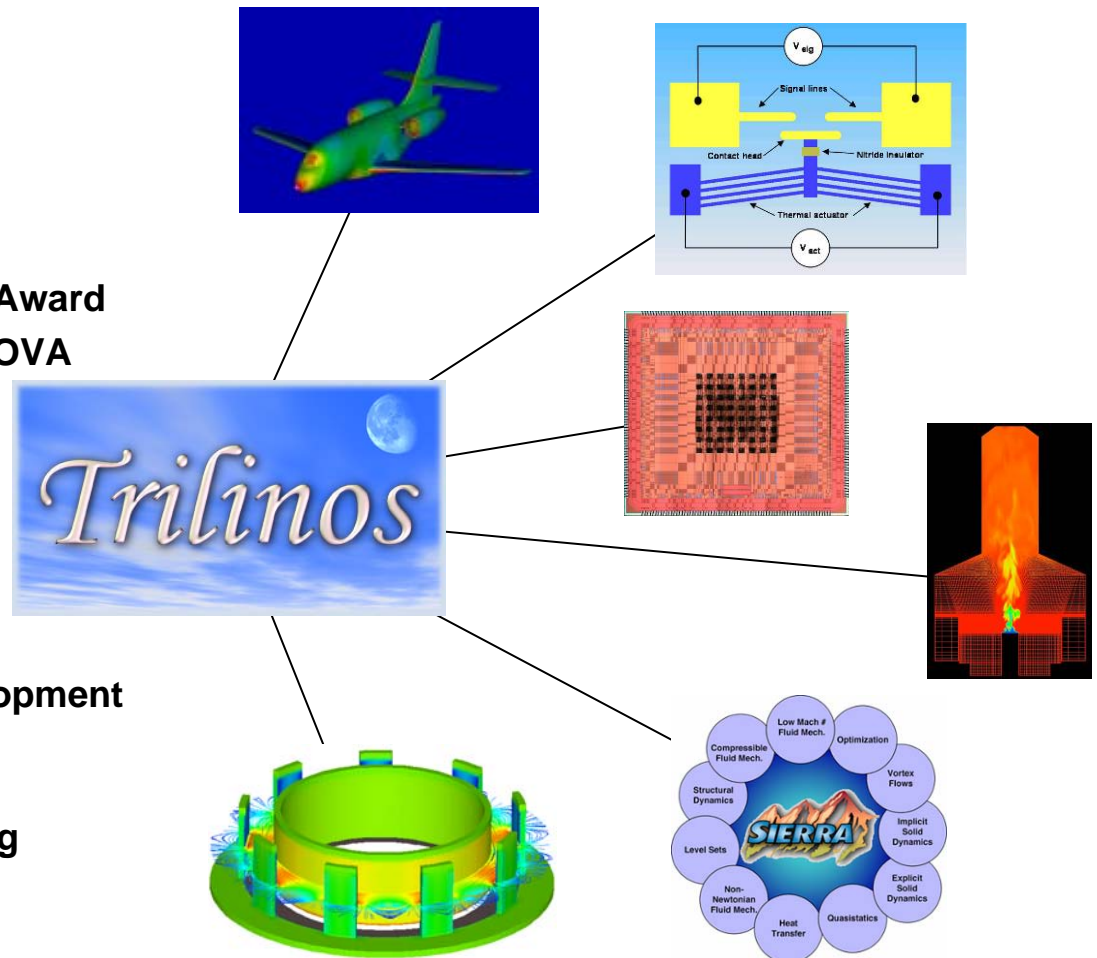 V sig
Signal lines
Contact head
Nitride insulator
Thermal actuator
V act
Award
OVA
Trilinos
opment
g
Low Mach #
Fluid Mech.
Optimization
Compressible
Fluid Mech.
Vortex
Flows
Structural
Dynamics
Implicit
Solid
Dynamics
SIERRA
Level Sets
Explicit
Solid
Dynamics
Non-
Newtonian
Fluid Mech.
Quasistatics
Heat
Transfer